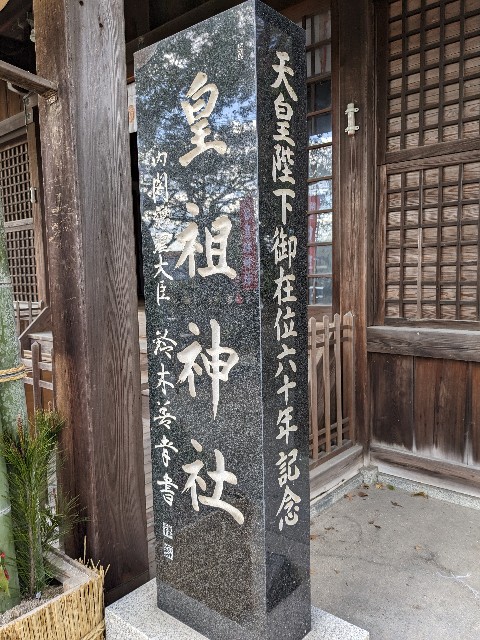 皇祖神社
内閣總理大臣 鈴木善幸書
天皇陛下御在位六十年記念